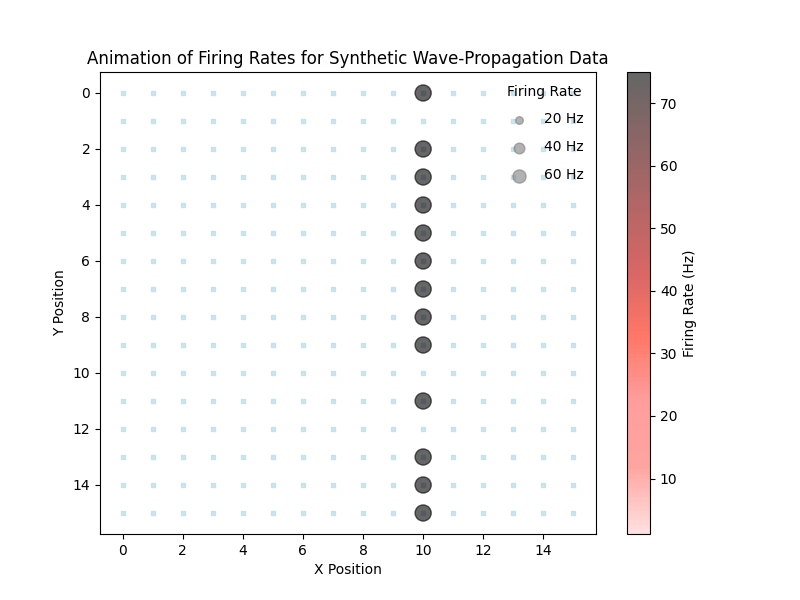 Animation of Firing Rates for Synthetic Wave-Propagation Data
Firing Rate
20 Hz
40 Hz
60 Hz
0
2
4
6
8
10
12
14
Y Position
0 2 4 6 8 10 12 14
X Position
70
60
50
40
30
20
10
Firing Rate (Hz)